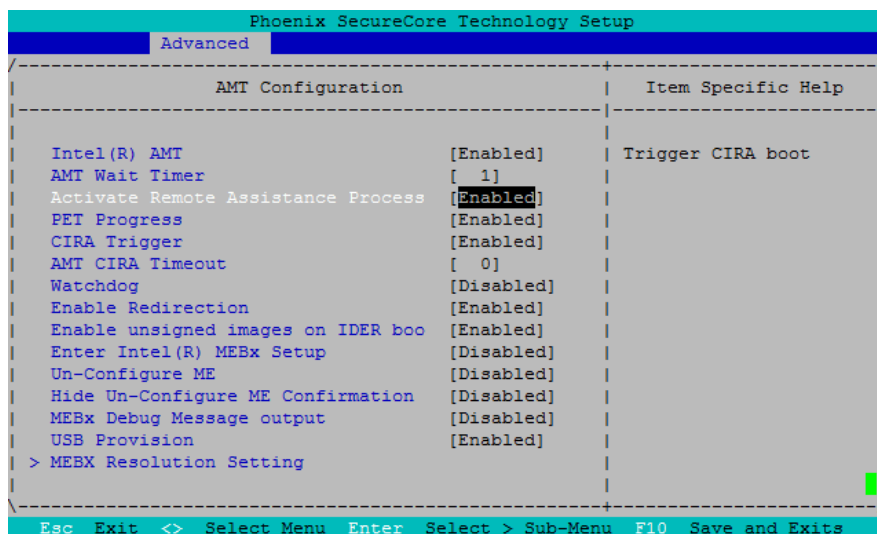 Phoenix SecureCore Technology Setup
Advanced
AMT Configuration
Item Specific Help
Intel(R) AMT [Enabled]
Trigger CIRA boot
AMT Wait Timer [ 1]
Activate Remote Assistance Process [Enabled]
PET Progress [Enabled]
CIRA Trigger [Enabled]
AMT CIRA Timeout [ 0]
Watchdog [Disabled]
Enable Redirection [Enabled]
Enable unsigned images on IDER boo [Enabled]
Enter Intel(R) MEBx Setup [Disabled]
Un-Configure ME [Disabled]
Hide Un-Configure ME Confirmation [Disabled]
MEBx Debug Message output [Disabled]
USB Provision [Enabled]
> MEBX Resolution Setting
Esc Exit <> Select Menu Enter Select > Sub-Menu F10 Save and Exits